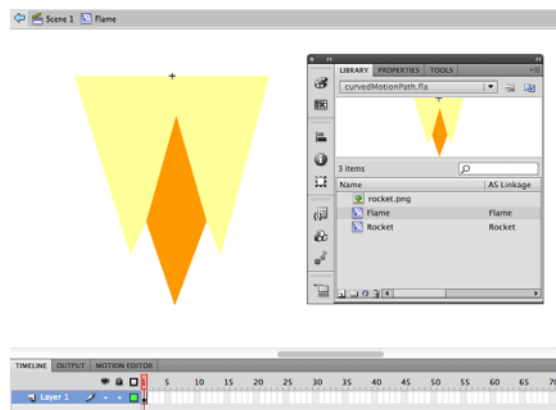 Scene 1 Flame
LIBRARY PROPERTIES TOOLS
curvedMotionPath.fla
3 items
Name AS Linkage
rocket.png
Flame Flame
Rocket Rocket
TIMELINE OUTPUT MOTION EDITOR
1 5 10 15 20 25 30 35 40 45 50 55 60 65 70
Layer 1